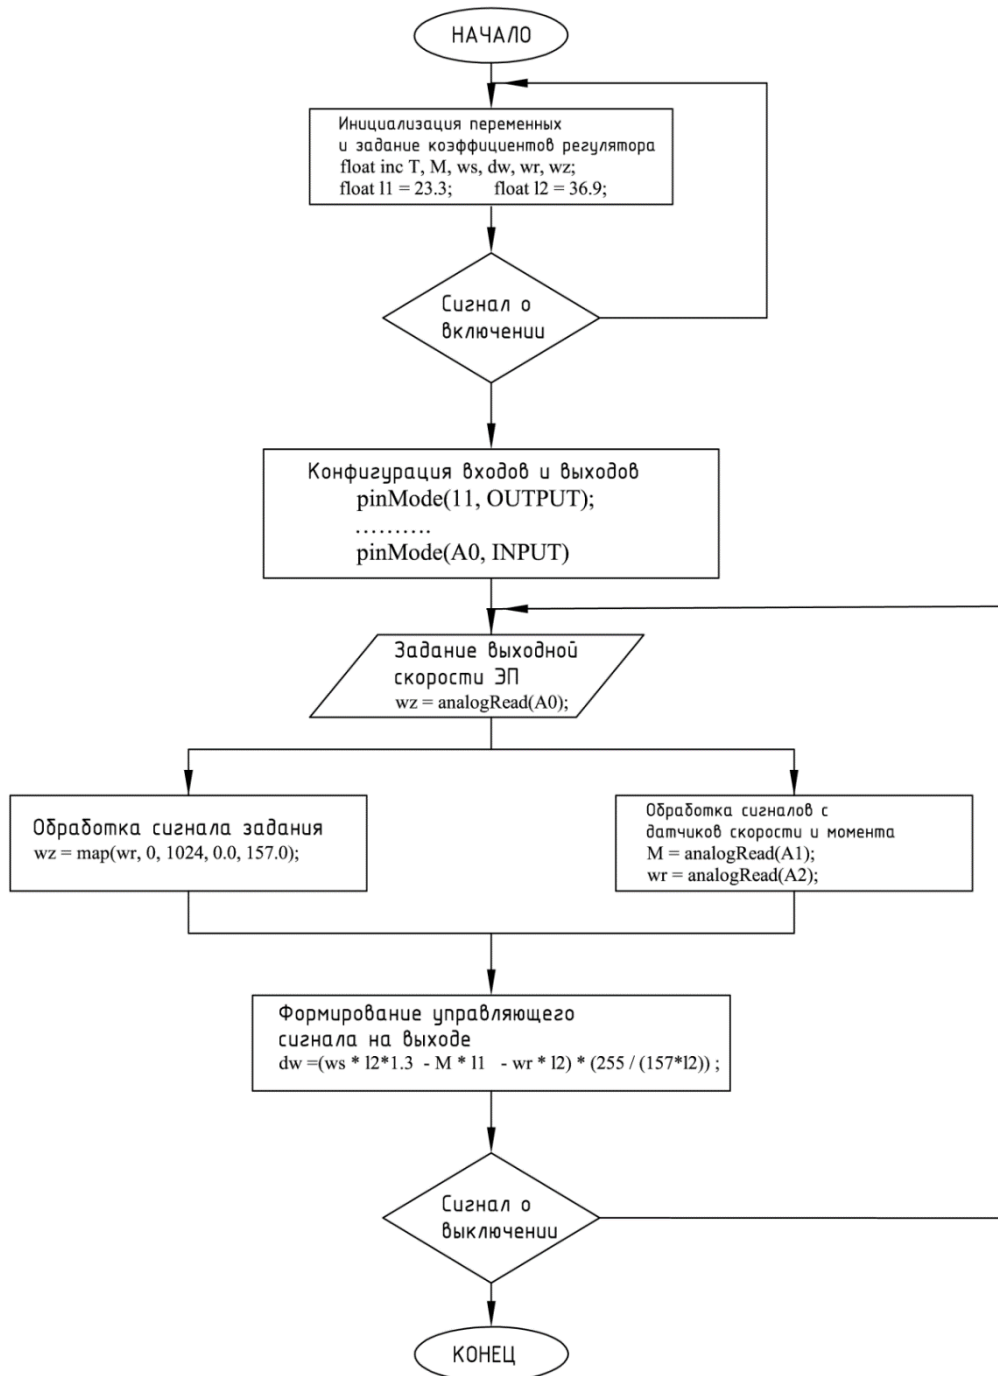 НАЧАЛО
Инициализация переменных
и задание коэффициентов регулятора
float inc T, M, ws, dw, wr, wz;
float l1 = 23.3; float l2 = 36.9;
Сигнал о
включении
Конфигурация входов и выходов
pinMode(11, OUTPUT);
..........
pinMode(A0, INPUT)
Задание выходной
скорости ЭП
wz = analogRead(A0);
Обработка сигнала задания
wz = map(wr, 0, 1024, 0.0, 157.0);
Обработка сигналов с
датчиков скорости и момента
M = analogRead(A1);
wr = analogRead(A2);
Формирование управляющего
сигнала на выходе
dw =(ws * l2*1.3 - M * l1 - wr * l2) * (255 / (157*l2)) ;
Сигнал о
выключении
КОНЕЦ